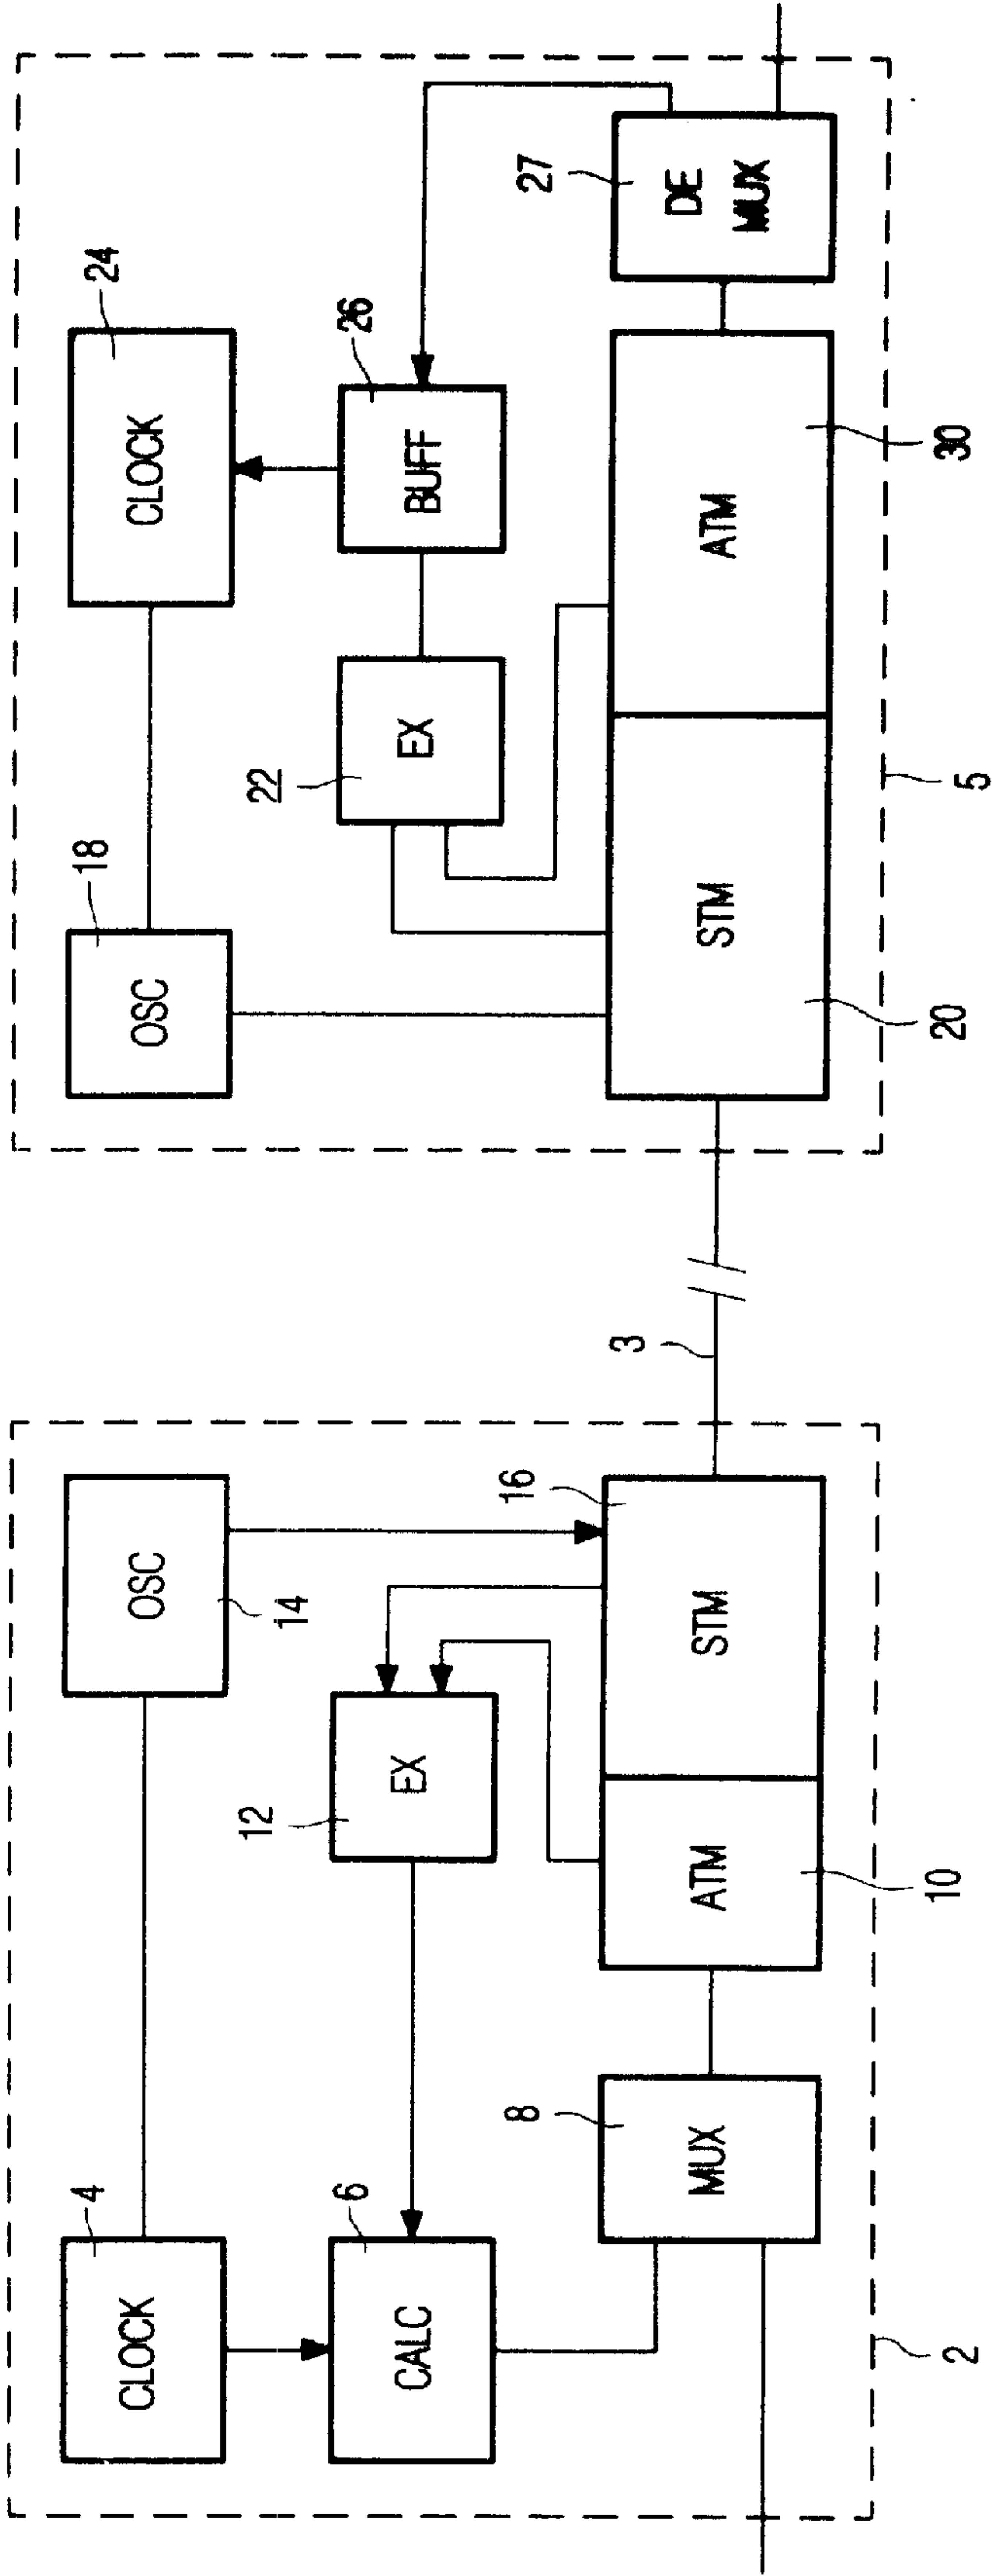 4
CLOCK
6
CALC
8
MUX
2
12
EX
ATM
10
OSC
14
16
STM
3
18
OSC
22
EX
STM
20
5
24
CLOCK
26
BUFF
ATM
30
27
DE
MUX